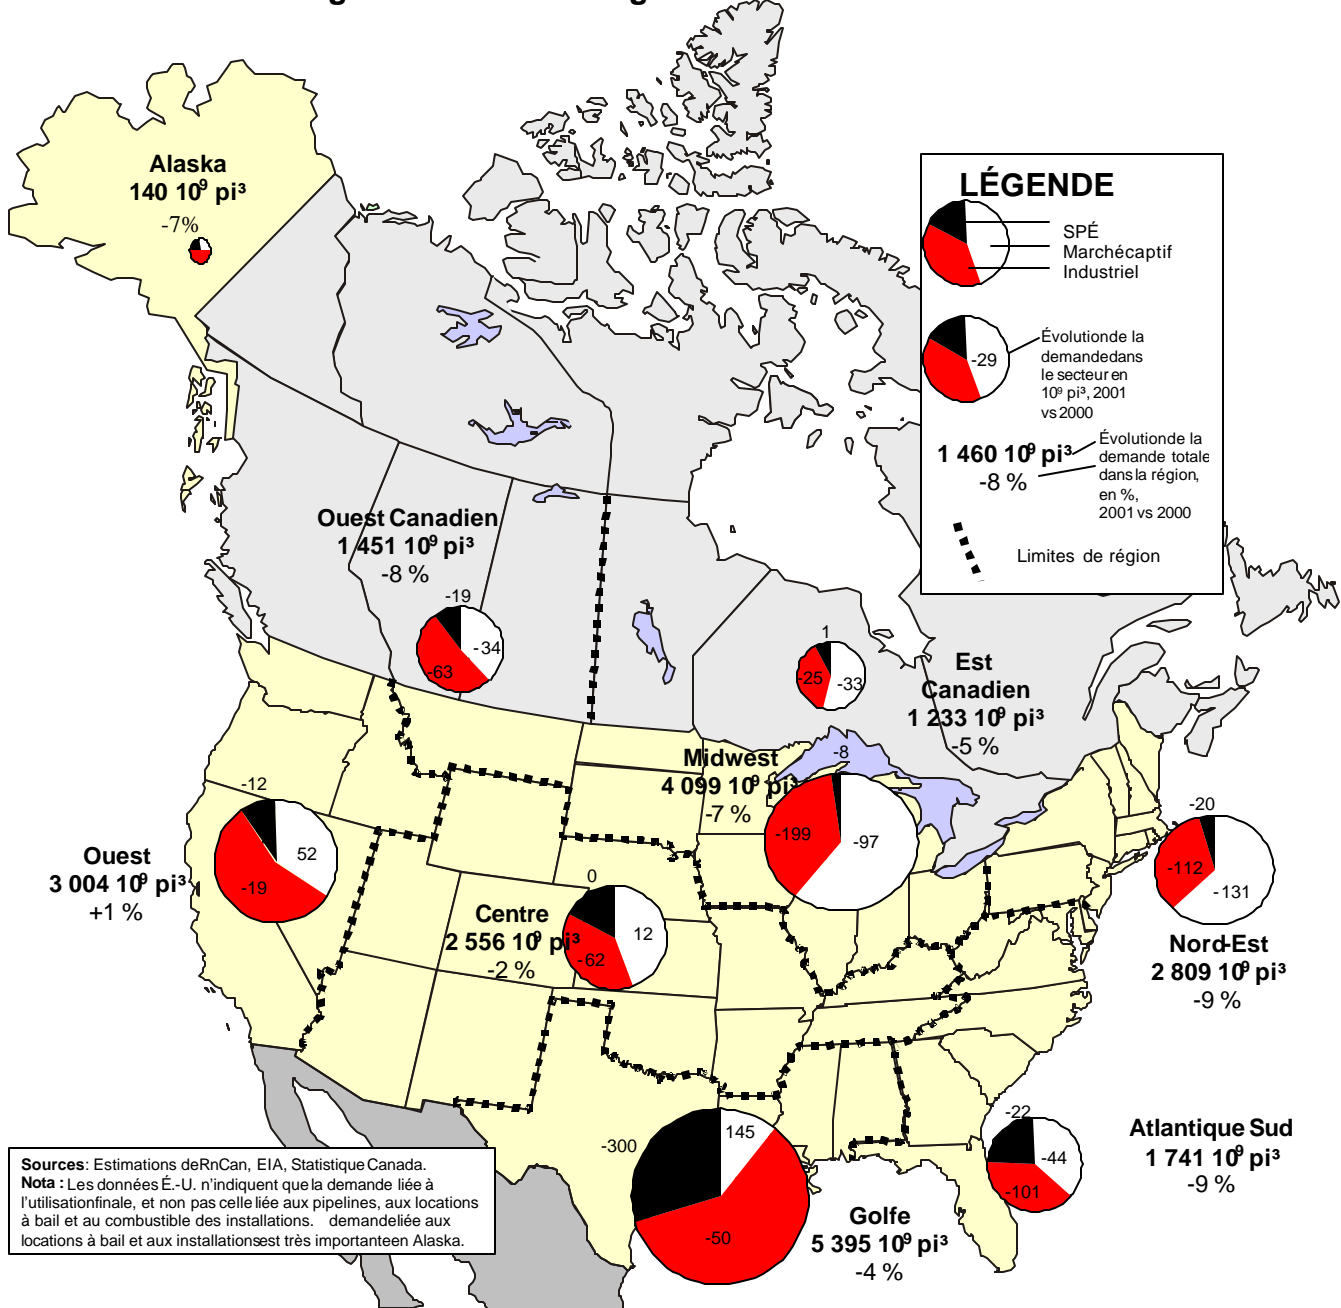 Alaska
140 10⁹ pi³
-7%
LÉGENDE
SPÉ
Marchécaptif
Industriel
-29
Évolutionde la
demandedans
le secteur en
10⁹ pi³, 2001
vs 2000
1 460 10⁹ pi³
-8 %
Évolutionde la
demande totale
dans la région,
en %,
2001 vs 2000
Limites de région
Ouest Canadien
1 451 10⁹ pi³
-8 %
-19
-34
-63
1
-25
-33
Est
Canadien
1 233 10⁹ pi³
-5 %
Midwest
4 099 10⁹ pi³
-7 %
-8
-199
-97
-12
52
-19
Ouest
3 004 10⁹ pi³
+1 %
0
12
-62
Centre
2 556 10⁹ pi³
-2 %
-20
-112
-131
Nord-Est
2 809 10⁹ pi³
-9 %
-22
-44
-101
Atlantique Sud
1 741 10⁹ pi³
-9 %
-300
145
-50
Golfe
5 395 10⁹ pi³
-4 %
Sources: Estimations deRnCan, EIA, Statistique Canada.
Nota : Les données É.-U. n'indiquent que la demande liée à
l'utilisationfinale, et non pas celle liée aux pipelines, aux locations
à bail et au combustible des installations. demandeliée aux
locations à bail et aux installationsest très importanteen Alaska.